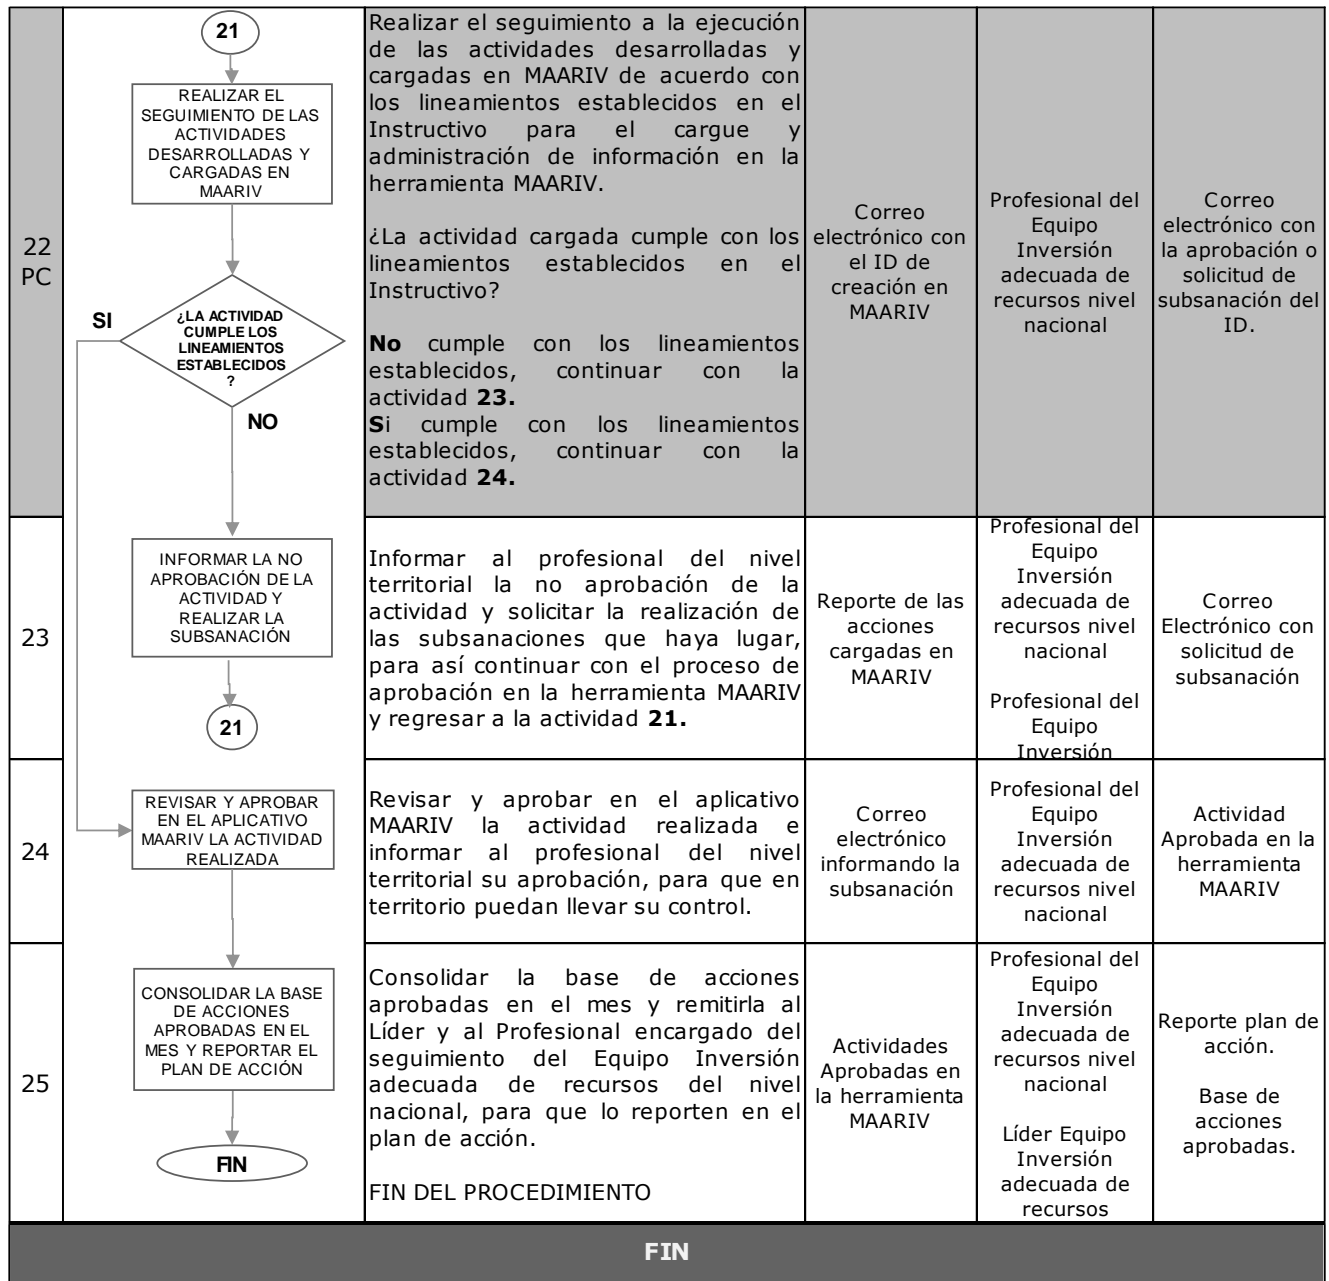 22
PC
21
REALIZAR EL
SEGUIMIENTO DE LAS
ACTIVIDADES
DESARROLLADAS Y
CARGADAS EN
MAARIV
¿LA ACTIVIDAD
CUMPLE LOS
LINEAMIENTOS
ESTABLECIDOS
?
SI
NO
Realizar el seguimiento a la ejecución
de las actividades desarrolladas y
cargadas en MAARIV de acuerdo con
los lineamientos establecidos en el
Instructivo para el cargue y
administración de información en la
herramienta MAARIV.
¿La actividad cargada cumple con los
lineamientos establecidos en el
Instructivo?
No cumple con los lineamientos
establecidos, continuar con la
actividad 23.
Si cumple con los lineamientos
establecidos, continuar con la
actividad 24.
Correo
electrónico con
el ID de
creación en
MAARIV
Profesional del
Equipo
Inversión
adecuada de
recursos nivel
nacional
Correo
electrónico con
la aprobación o
solicitud de
subsanación del
ID.
23
INFORMAR LA NO
APROBACIÓN DE LA
ACTIVIDAD Y
REALIZAR LA
SUBSANACIÓN
21
Informar al profesional del nivel
territorial la no aprobación de la
actividad y solicitar la realización de
las subsanaciones que haya lugar,
para así continuar con el proceso de
aprobación en la herramienta MAARIV
y regresar a la actividad 21.
Reporte de las
acciones
cargadas en
MAARIV
Profesional del
Equipo
Inversión
adecuada de
recursos nivel
nacional
Profesional del
Equipo
Inversión
Correo
Electrónico con
solicitud de
subsanación
24
REVISAR Y APROBAR
EN EL APLICATIVO
MAARIV LA ACTIVIDAD
REALIZADA
Revisar y aprobar en el aplicativo
MAARIV la actividad realizada e
informar al profesional del nivel
territorial su aprobación, para que en
territorio puedan llevar su control.
Correo
electrónico
informando la
subsanación
Profesional del
Equipo
Inversión
adecuada de
recursos nivel
nacional
Actividad
Aprobada en la
herramienta
MAARIV
25
CONSOLIDAR LA BASE
DE ACCIONES
APROBADAS EN EL
MES Y REPORTAR EL
PLAN DE ACCIÓN
FIN
Consolidar la base de acciones
aprobadas en el mes y remitirla al
Líder y al Profesional encargado del
seguimiento del Equipo Inversión
adecuada de recursos del nivel
nacional, para que lo reporten en el
plan de acción.
FIN DEL PROCEDIMIENTO
Actividades
Aprobadas en
la herramienta
MAARIV
Profesional del
Equipo
Inversión
adecuada de
recursos nivel
nacional
Líder Equipo
Inversión
adecuada de
recursos
Reporte plan de
acción.
Base de
acciones
aprobadas.
FIN